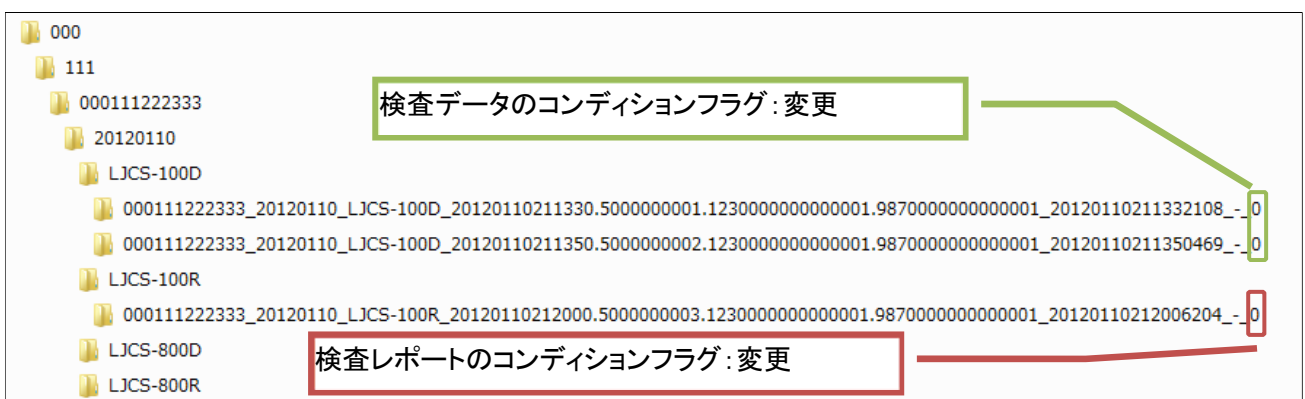 000
111
000111222333
検査データのコンディションフラグ：変更
20120110
LJCS-100D
000111222333_20120110_LJCS-100D_20120110211330.5000000001.1230000000000001.9870000000000001_20120110211332108_-_0
000111222333_20120110_LJCS-100D_20120110211350.5000000002.1230000000000001.9870000000000001_20120110211350469_-_0
LJCS-100R
000111222333_20120110_LJCS-100R_20120110212000.5000000003.1230000000000001.9870000000000001_20120110212006204_-_0
LJCS-800D
検査レポートのコンディションフラグ：変更
LJCS-800R